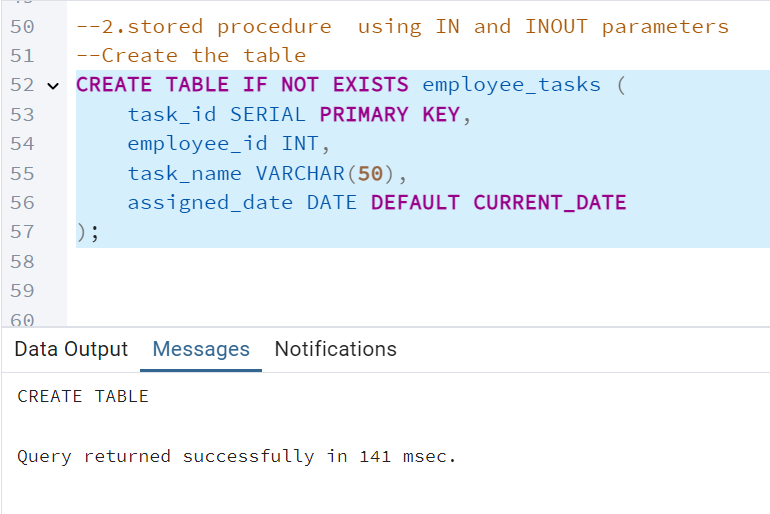 50 --2.stored procedure  using IN and INOUT parameters
51 --Create the table
52 CREATE TABLE IF NOT EXISTS employee_tasks (
53     task_id SERIAL PRIMARY KEY,
54     employee_id INT,
55     task_name VARCHAR(50),
56     assigned_date DATE DEFAULT CURRENT_DATE
57 );
58
59
60
Data Output Messages Notifications
CREATE TABLE
Query returned successfully in 141 msec.